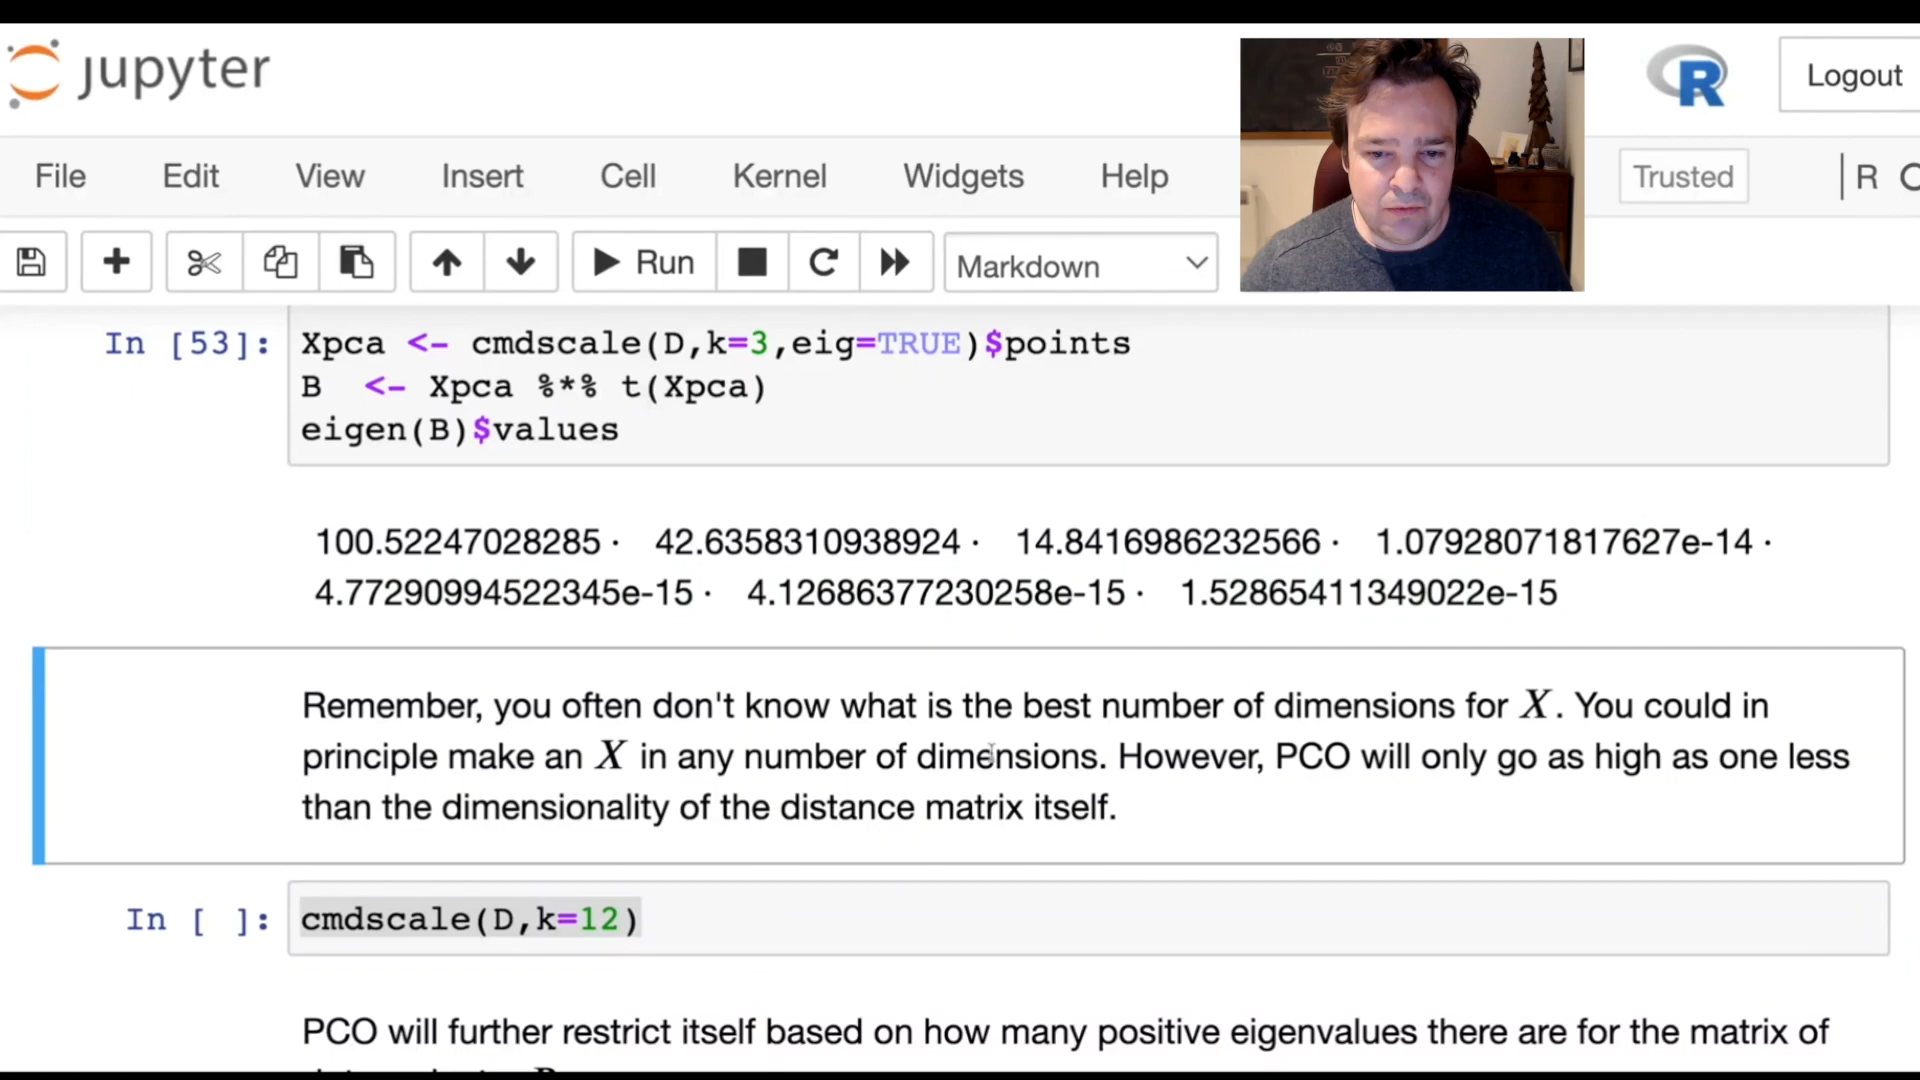 jupyter
R
Logout
File Edit View Insert Cell Kernel Widgets Help Trusted R
Run Markdown
In [53]: Xpca <- cmdscale(D,k=3,eig=TRUE)$points
B <- Xpca %*% t(Xpca)
eigen(B)$values
100.52247028285 · 42.6358310938924 · 14.8416986232566 · 1.07928071817627e-14 ·
4.77290994522345e-15 · 4.12686377230258e-15 · 1.52865411349022e-15
Remember, you often don't know what is the best number of dimensions for X. You could in
principle make an X in any number of dimensions. However, PCO will only go as high as one less
than the dimensionality of the distance matrix itself.
In [ ]: cmdscale(D,k=12)
PCO will further restrict itself based on how many positive eigenvalues there are for the matrix of